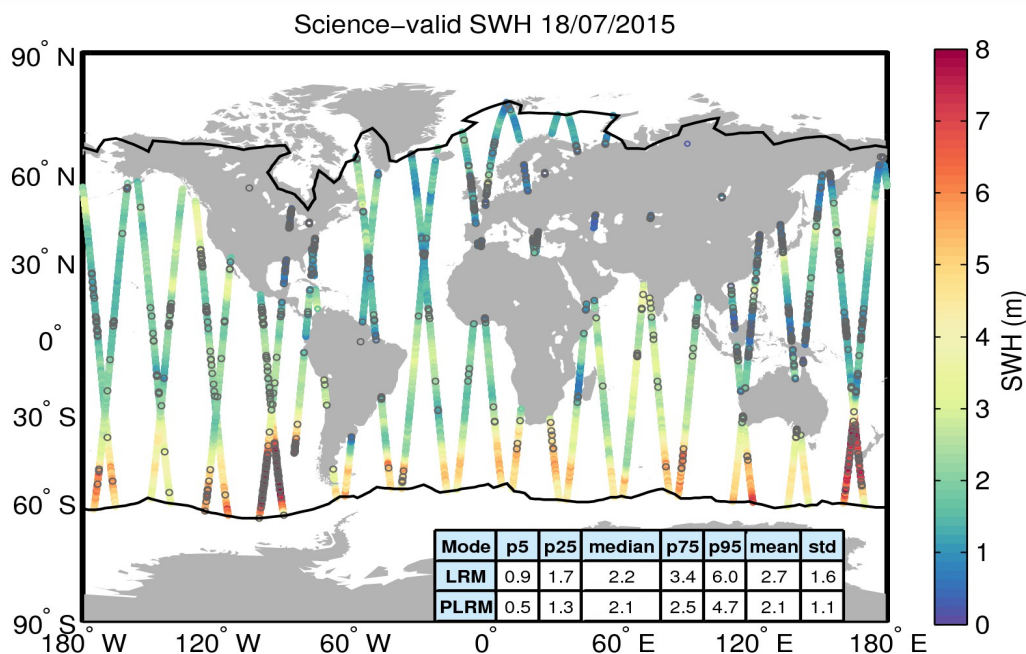 Science−valid SWH 18/07/2015
90° N
60° N
30° N
0°
30° S
60° S
90° S
180° W
120° W
60° W
0°
60° E
120° E
180° E
8
7
6
5
4
3
2
1
0
SWH (m)
Mode p5 p25 median p75 p95 mean std
LRM 0.9 1.7 2.2 3.4 6.0 2.7 1.6
PLRM 0.5 1.3 2.1 2.5 4.7 2.1 1.1